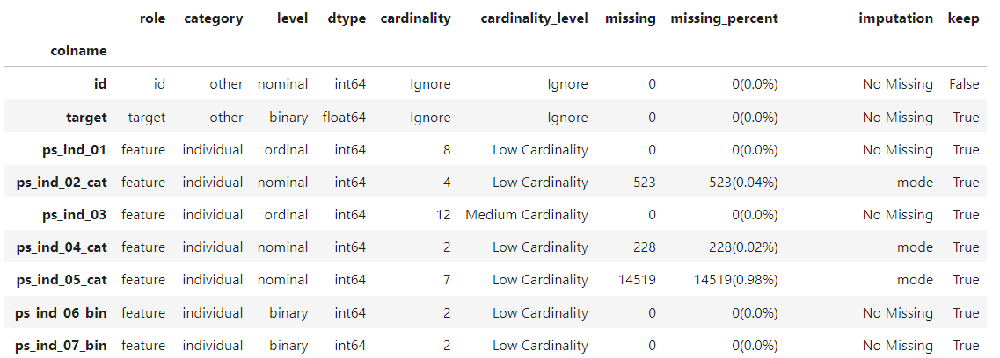 role category level dtype cardinality cardinality_level missing missing_percent imputation keep
colname
id id other nominal int64 Ignore Ignore 0 0(0.0%) No Missing False
target target other binary float64 Ignore Ignore 0 0(0.0%) No Missing True
ps_ind_01 feature individual ordinal int64 8 Low Cardinality 0 0(0.0%) No Missing True
ps_ind_02_cat feature individual nominal int64 4 Low Cardinality 523 523(0.04%) mode True
ps_ind_03 feature individual ordinal int64 12 Medium Cardinality 0 0(0.0%) No Missing True
ps_ind_04_cat feature individual nominal int64 2 Low Cardinality 228 228(0.02%) mode True
ps_ind_05_cat feature individual nominal int64 7 Low Cardinality 14519 14519(0.98%) mode True
ps_ind_06_bin feature individual binary int64 2 Low Cardinality 0 0(0.0%) No Missing True
ps_ind_07_bin feature individual binary int64 2 Low Cardinality 0 0(0.0%) No Missing True